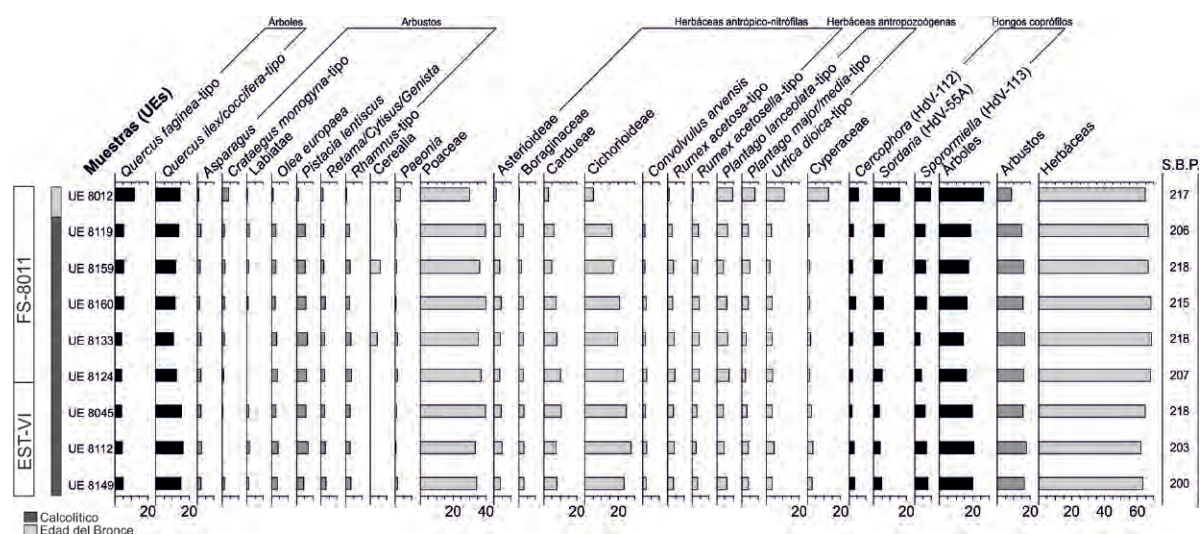 Árboles
Arbustos
Herbáceas antrópico-nitrófilas
Herbáceas antropozoógenas
Hongos coprófilos
Muestras (UEs)
Quercus faginea-tipo
Quercus ilex/coccifera-tipo
Asparagus
Crataegus monogyna-tipo
Labiatae
Olea europaea
Pistacia lentiscus
Retama/Cytisus/Genista
Rhamnus-tipo
Cerealia
Paeonia
Poaceae
Asterioideae
Boraginaceae
Cardueae
Cichorioideae
Convolvulus arvensis
Rumex acetosa-tipo
Rumex acetosella-tipo
Plantago lanceolata-tipo
Plantago major/media-tipo
Urtica dioica-tipo
Cyperaceae
Cercophora (HdV-112)
Sordaria (HdV-55A)
Sporormiella (HdV-113)
Árboles
Arbustos
Herbáceas
S.B.P.
FS-8011
EST-VI
UE 8012 217
UE 8119 206
UE 8159 218
UE 8160 215
UE 8133 218
UE 8124 207
UE 8045 218
UE 8112 203
UE 8149 200
20 20 20 40 20 20 20 20 20 20 20 40 60
Calcolítico
Edad del Bronce